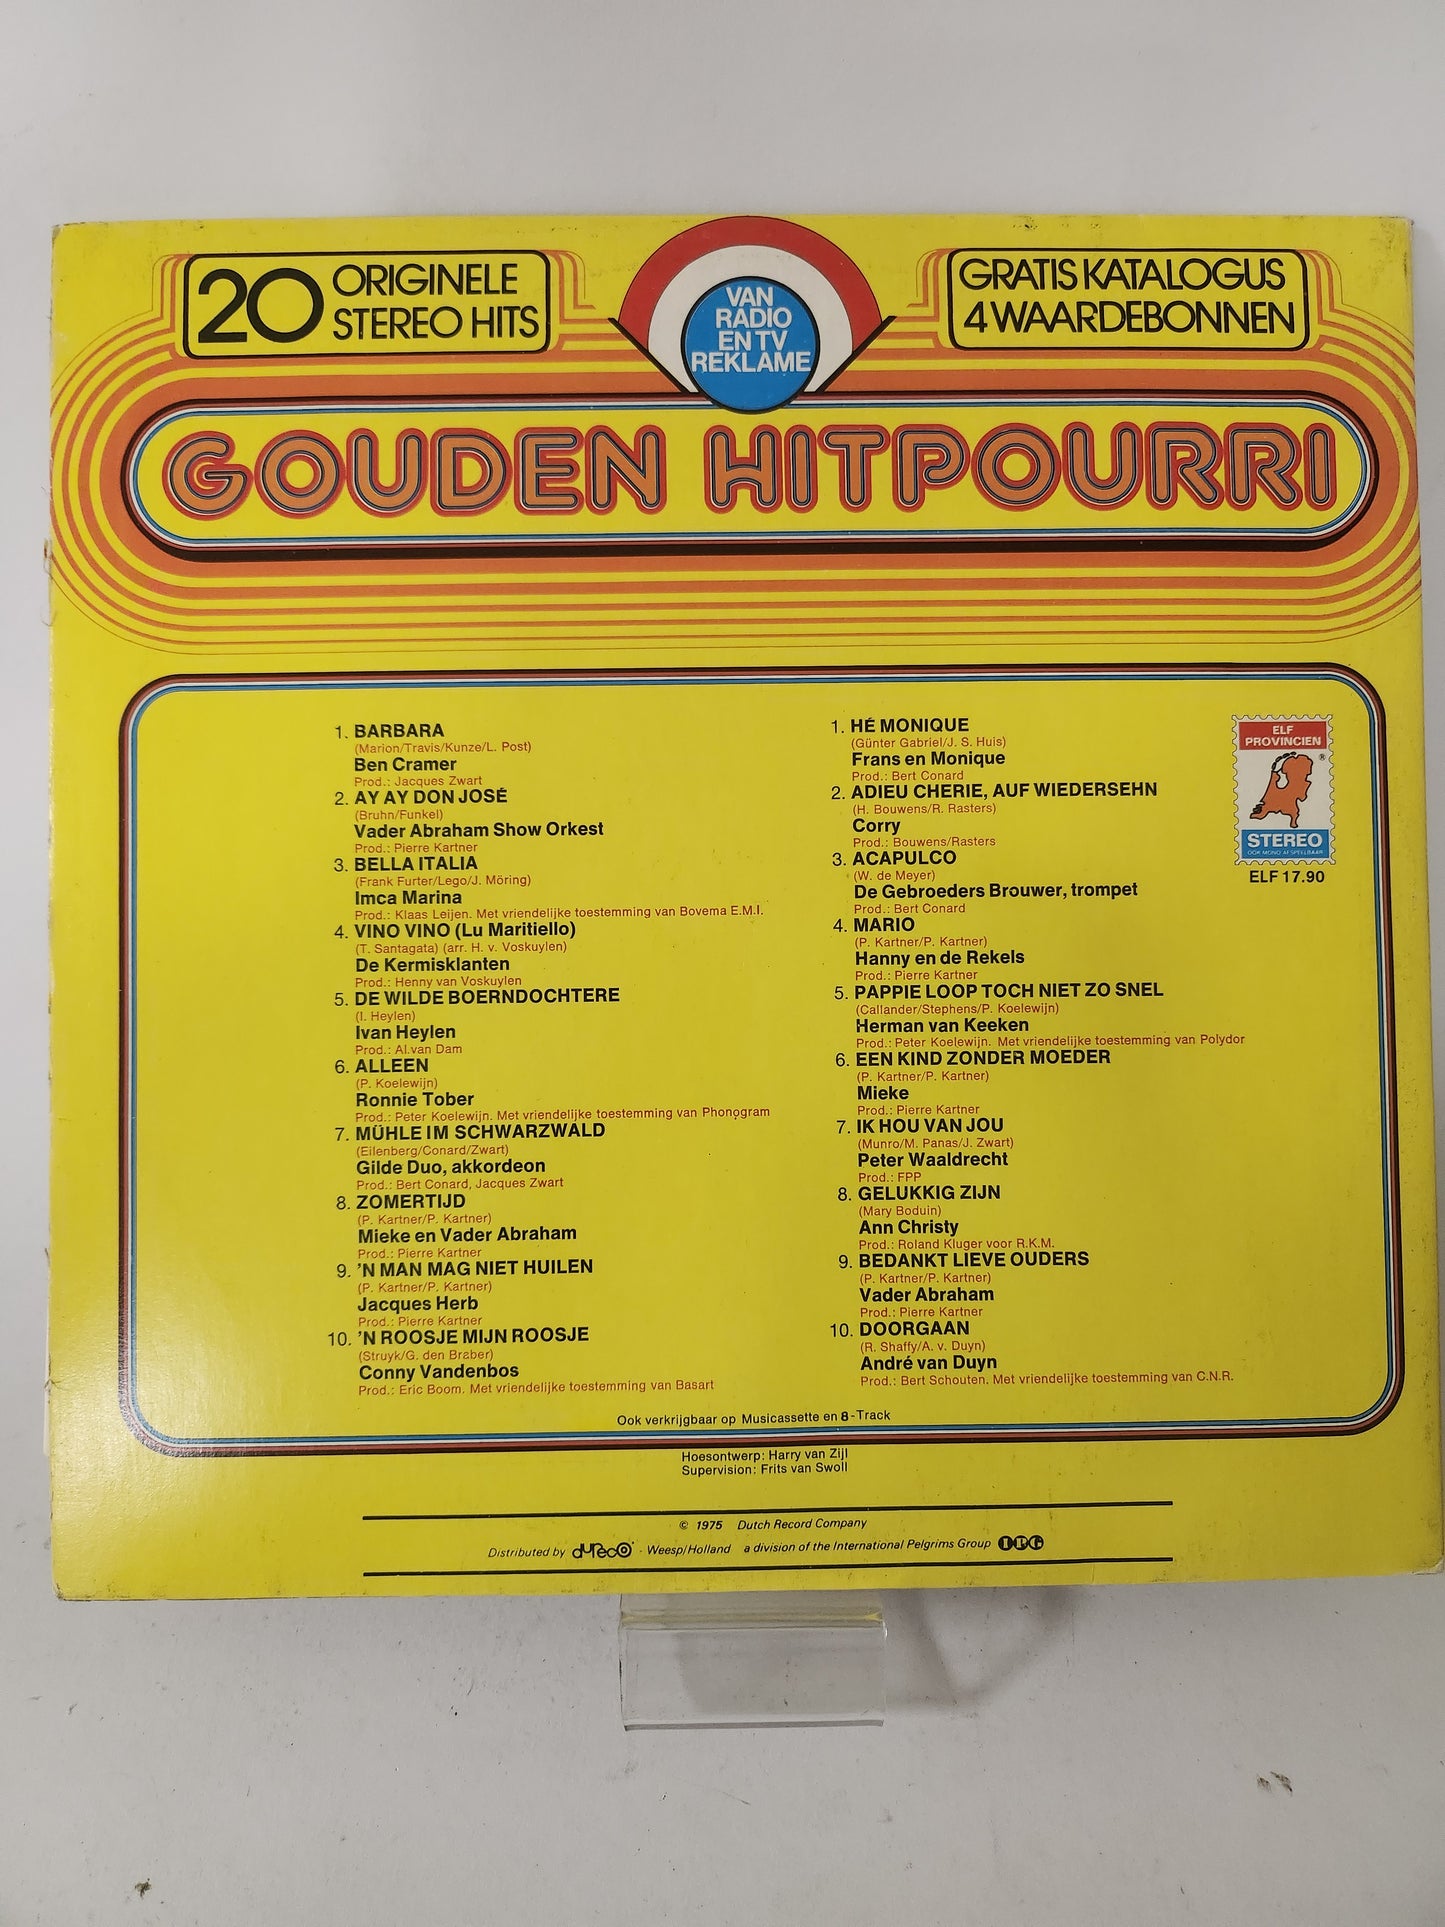 20 ORIGINELE
STEREO HITS
VAN
RADIO
EN TV
REKLAME
GRATIS KATALOGUS
4 WAARDEBONNEN
GOUDEN HITPOURRI
1. BARBARA
(Marion/Travis/Kunze/L. Post)
Ben Cramer
Prod.: Jacques Zwart
2. AY AY DON JOSÉ
(Bruhn/Funkel)
Vader Abraham Show Orkest
Prod.: Pierre Kartner
3. BELLA ITALIA
(Frank Furter/Lego/J. Möring)
Imca Marina
Prod.: Klaas Leijen. Met vriendelijke toestemming van Bovema E.M.I.
4. VINO VINO (Lu Maritiello)
(T. Santagata) (arr. H. v. Voskuylen)
De Kermisklanten
Prod.: Henny van Voskuylen
5. DE WILDE BOERNDOCHTERE
(I. Heylen)
Ivan Heylen
Prod.: Al.van Dam
6. ALLEEN
(P. Koelewijn)
Ronnie Tober
Prod.: Peter Koelewijn. Met vriendelijke toestemming van Phonogram
7. MÜHLE IM SCHWARZWALD
(Eilenberg/Conard/Zwart)
Gilde Duo, akkordeon
Prod.: Bert Conard, Jacques Zwart
8. ZOMERTIJD
(P. Kartner/P. Kartner)
Mieke en Vader Abraham
Prod.: Pierre Kartner
9. 'N MAN MAG NIET HUILEN
(P. Kartner/P. Kartner)
Jacques Herb
Prod.: Pierre Kartner
10. 'N ROOSJE MIJN ROOSJE
(Struyk/G. den Braber)
Conny Vandenbos
Prod.: Eric Boom. Met vriendelijke toestemming van Basart
1. HÉ MONIQUE
(Günter Gabriel/J. S. Huis)
Frans en Monique
Prod.: Bert Conard
2. ADIEU CHERIE, AUF WIEDERSEHN
(H. Bouwens/R. Rasters)
Corry
Prod.: Bouwens/Rasters
3. ACAPULCO
(W. de Meyer)
De Gebroeders Brouwer, trompet
Prod.: Bert Conard
4. MARIO
(P. Kartner/P. Kartner)
Hanny en de Rekels
Prod.: Pierre Kartner
5. PAPPIE LOOP TOCH NIET ZO SNEL
(Callander/Stephens/P. Koelewijn)
Herman van Keeken
Prod.: Peter Koelewijn. Met vriendelijke toestemming van Polydor
6. EEN KIND ZONDER MOEDER
(P. Kartner/P. Kartner)
Mieke
Prod.: Pierre Kartner
7. IK HOU VAN JOU
(Munro/M. Panas/J. Zwart)
Peter Waaldrecht
Prod.: FPP
8. GELUKKIG ZIJN
(Mary Boduin)
Ann Christy
Prod.: Roland Kluger voor R.K.M.
9. BEDANKT LIEVE OUDERS
(P. Kartner/P. Kartner)
Vader Abraham
Prod.: Pierre Kartner
10. DOORGAAN
(R. Shaffy/A. v. Duyn)
André van Duyn
Prod.: Bert Schouten. Met vriendelijke toestemming van C.N.R.
ELF
PROVINCIEN
®
STEREO
OOK MONO AF SPEELBAAR
ELF 17.90
Ook verkrijgbaar op Musicassette en 8-Track
Hoesontwerp: Harry van Zijl
Supervision: Frits van Swoll
© 1975 Dutch Record Company
Distributed by dureco - Weesp/Holland a division of the International Pelgrims Group IPG